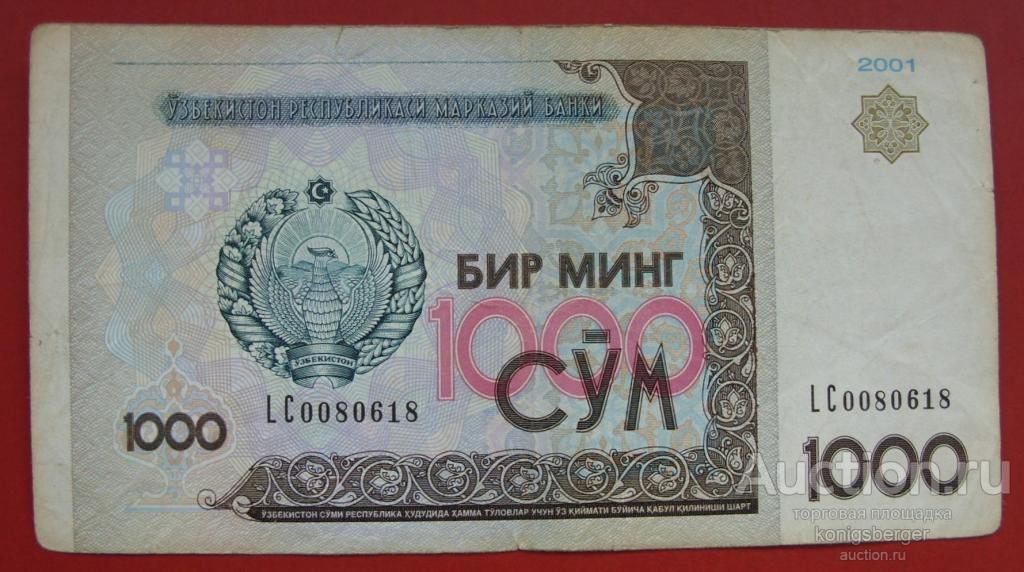 2001
ЎЗБЕКИСТОН РЕСПУБЛИКАСИ МАРКАЗИЙ БАНКИ
БИР МИНГ
1000
СЎМ
ЎЗБЕКИСТОН
LC0080618
LC0080618
1000
1000
ЎЗБЕКИСТОН СЎМИ РЕСПУБЛИКА ҲУДУДИДА ҲАММА ТЎЛОВЛАР УЧУН ЎЗ ҚИЙМАТИ БЎЙИЧА ҚАБУЛ ҚИЛИНИШИ ШАРТ
Auction.ru
торговая площадка
konigsberger
auction.ru